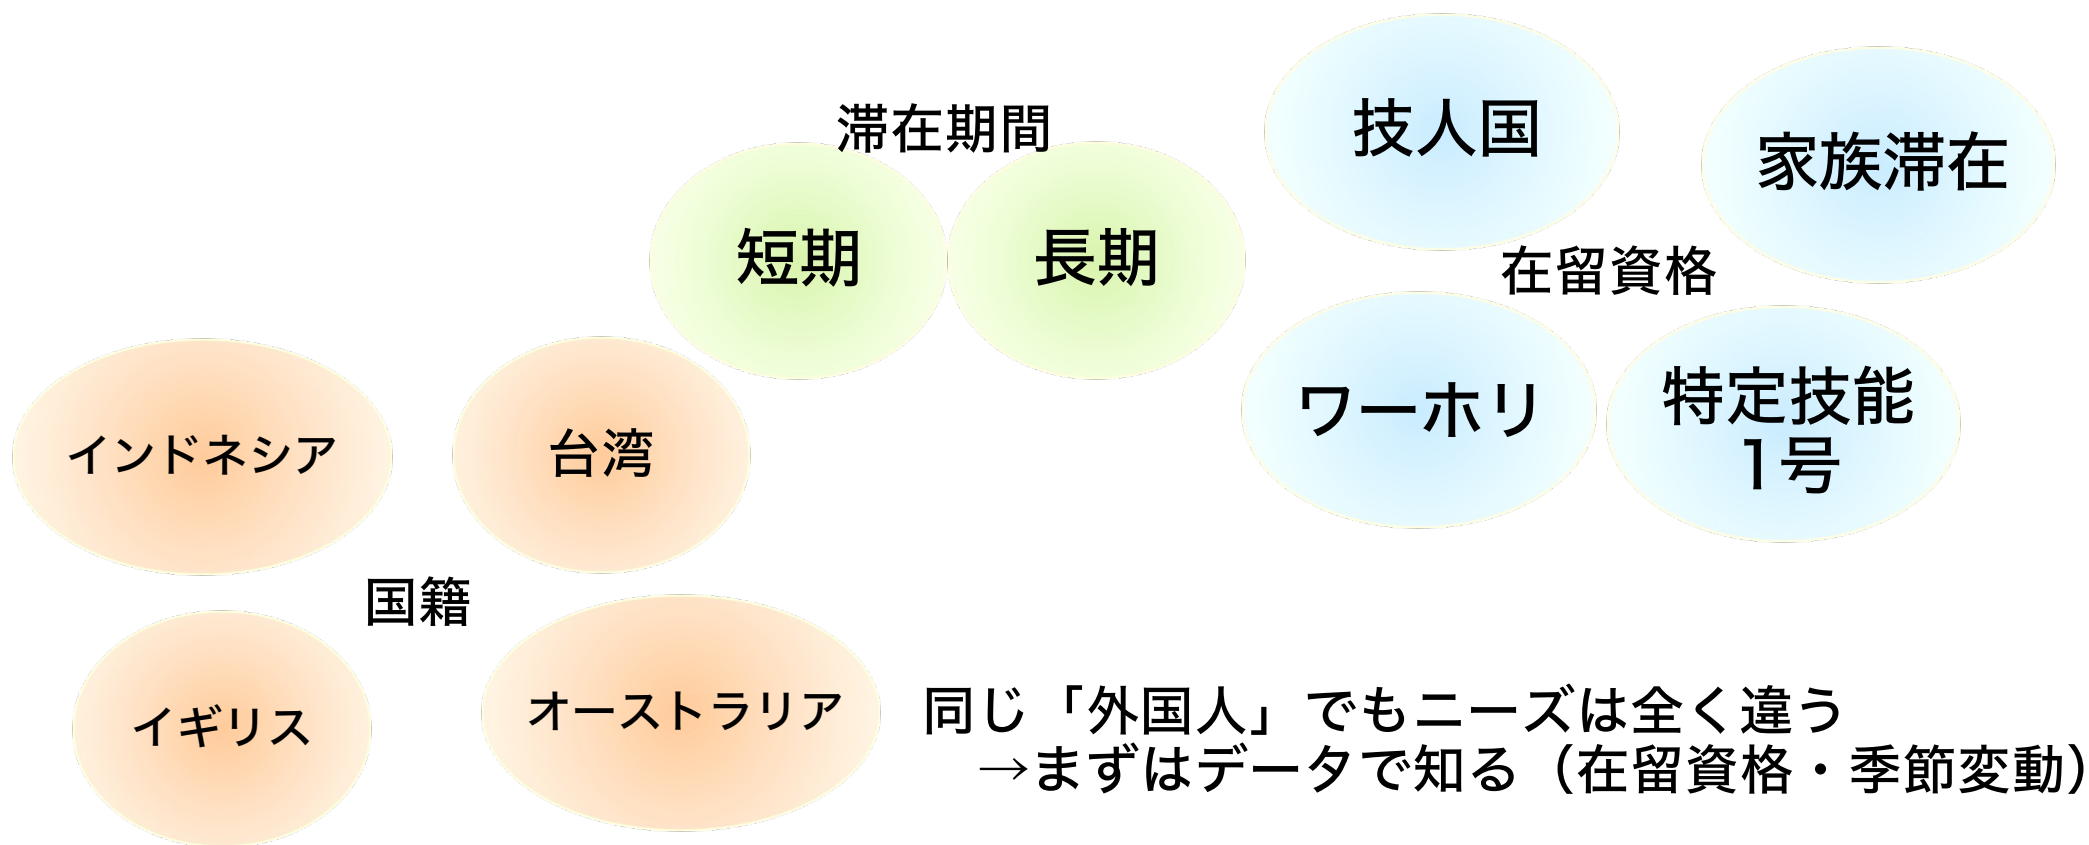 滞在期間
短期
長期
技人国
家族滞在
在留資格
ワーホリ
特定技能
1号
インドネシア
台湾
国籍
イギリス
オーストラリア
同じ「外国人」でもニーズは全く違う
→まずはデータで知る（在留資格・季節変動）